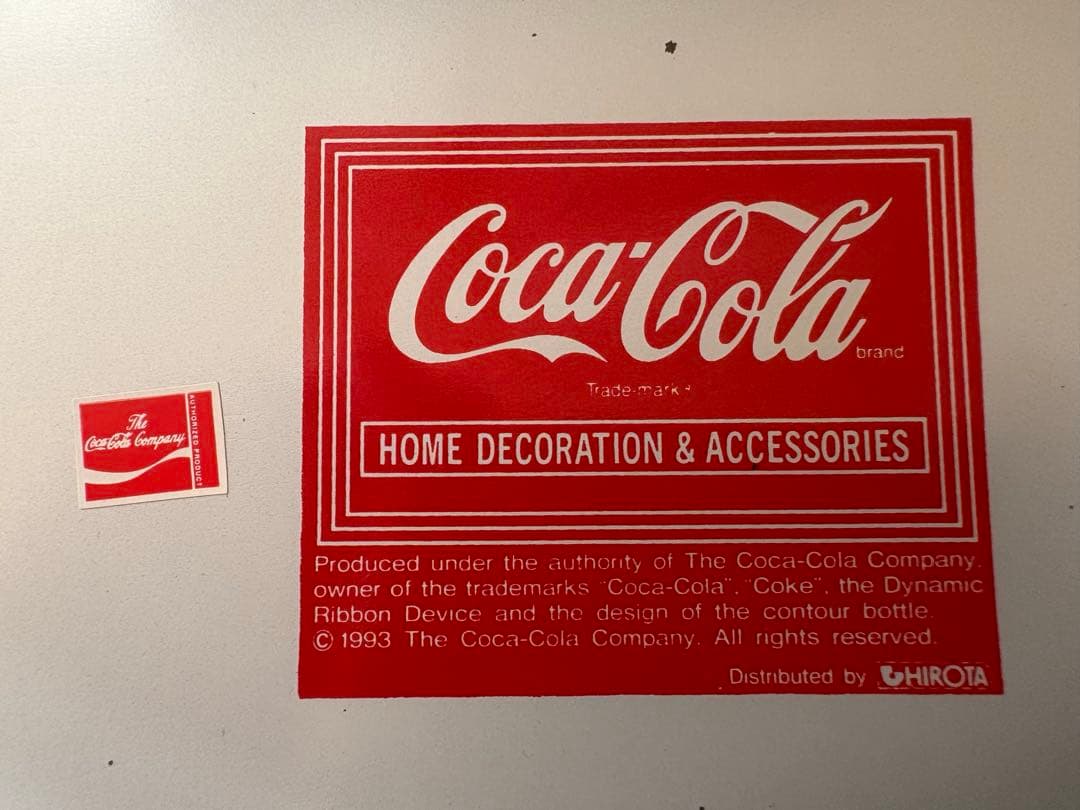 The
Coca-Cola Company
AUTHORIZED PRODUCT
Coca-Cola
brand
Trade-mark ®
HOME DECORATION & ACCESSORIES
Produced under the authority of The Coca-Cola Company.
owner of the trademarks "Coca-Cola". "Coke", the Dynamic
Ribbon Device and the design of the contour bottle.
© 1993 The Coca-Cola Company. All rights reserved.
Distributed by HIROTA